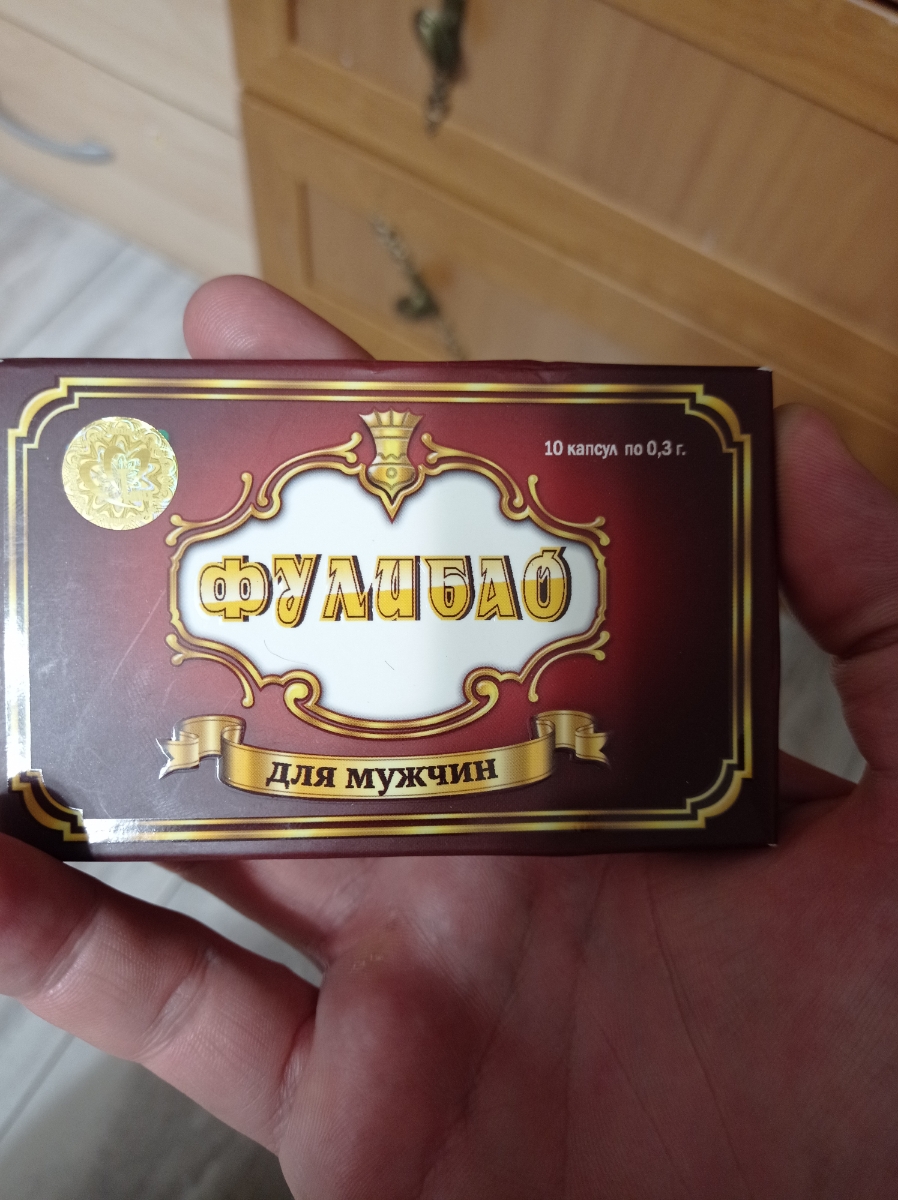 10 капсул по 0,3 г.
ФУЛИБАО
для мужчин